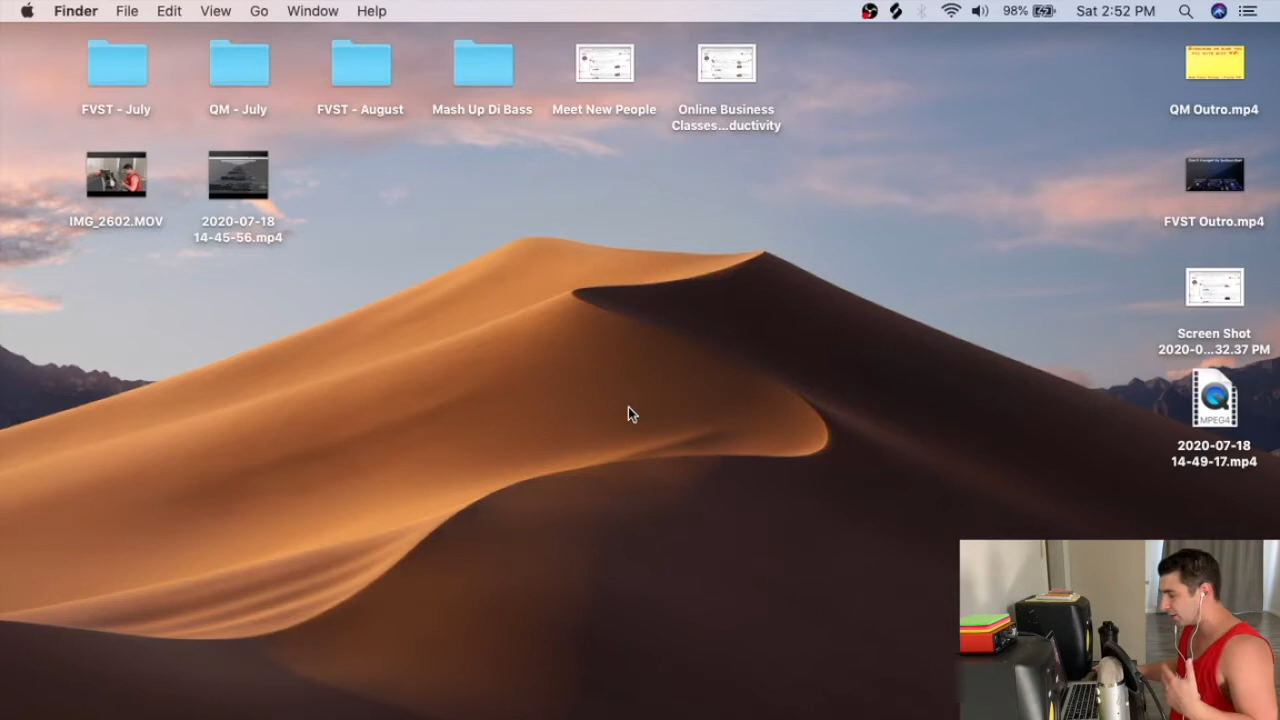 Finder File Edit View Go Window Help 98% Sat 2:52 PM
FVST - July
QM - July
FVST - August
Mash Up Di Bass
Meet New People
Online Business
Classes...ductivity
QM Outro.mp4
IMG_2602.MOV
2020-07-18
14-45-56.mp4
FVST Outro.mp4
Screen Shot
2020-0...32.37 PM
MPEG4
2020-07-18
14-49-17.mp4